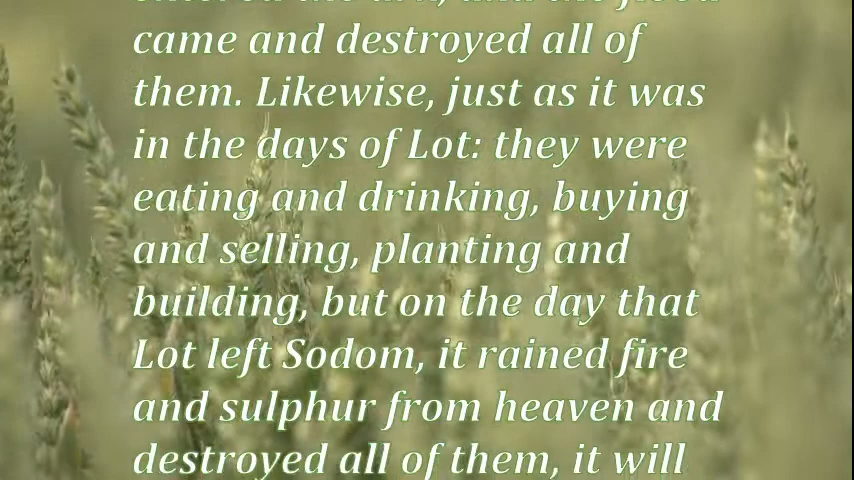 came and destroyed all of
them. Likewise, just as it was
in the days of Lot: they were
eating and drinking, buying
and selling, planting and
building, but on the day that
Lot left Sodom, it rained fire
and sulphur from heaven and
destroyed all of them, it will